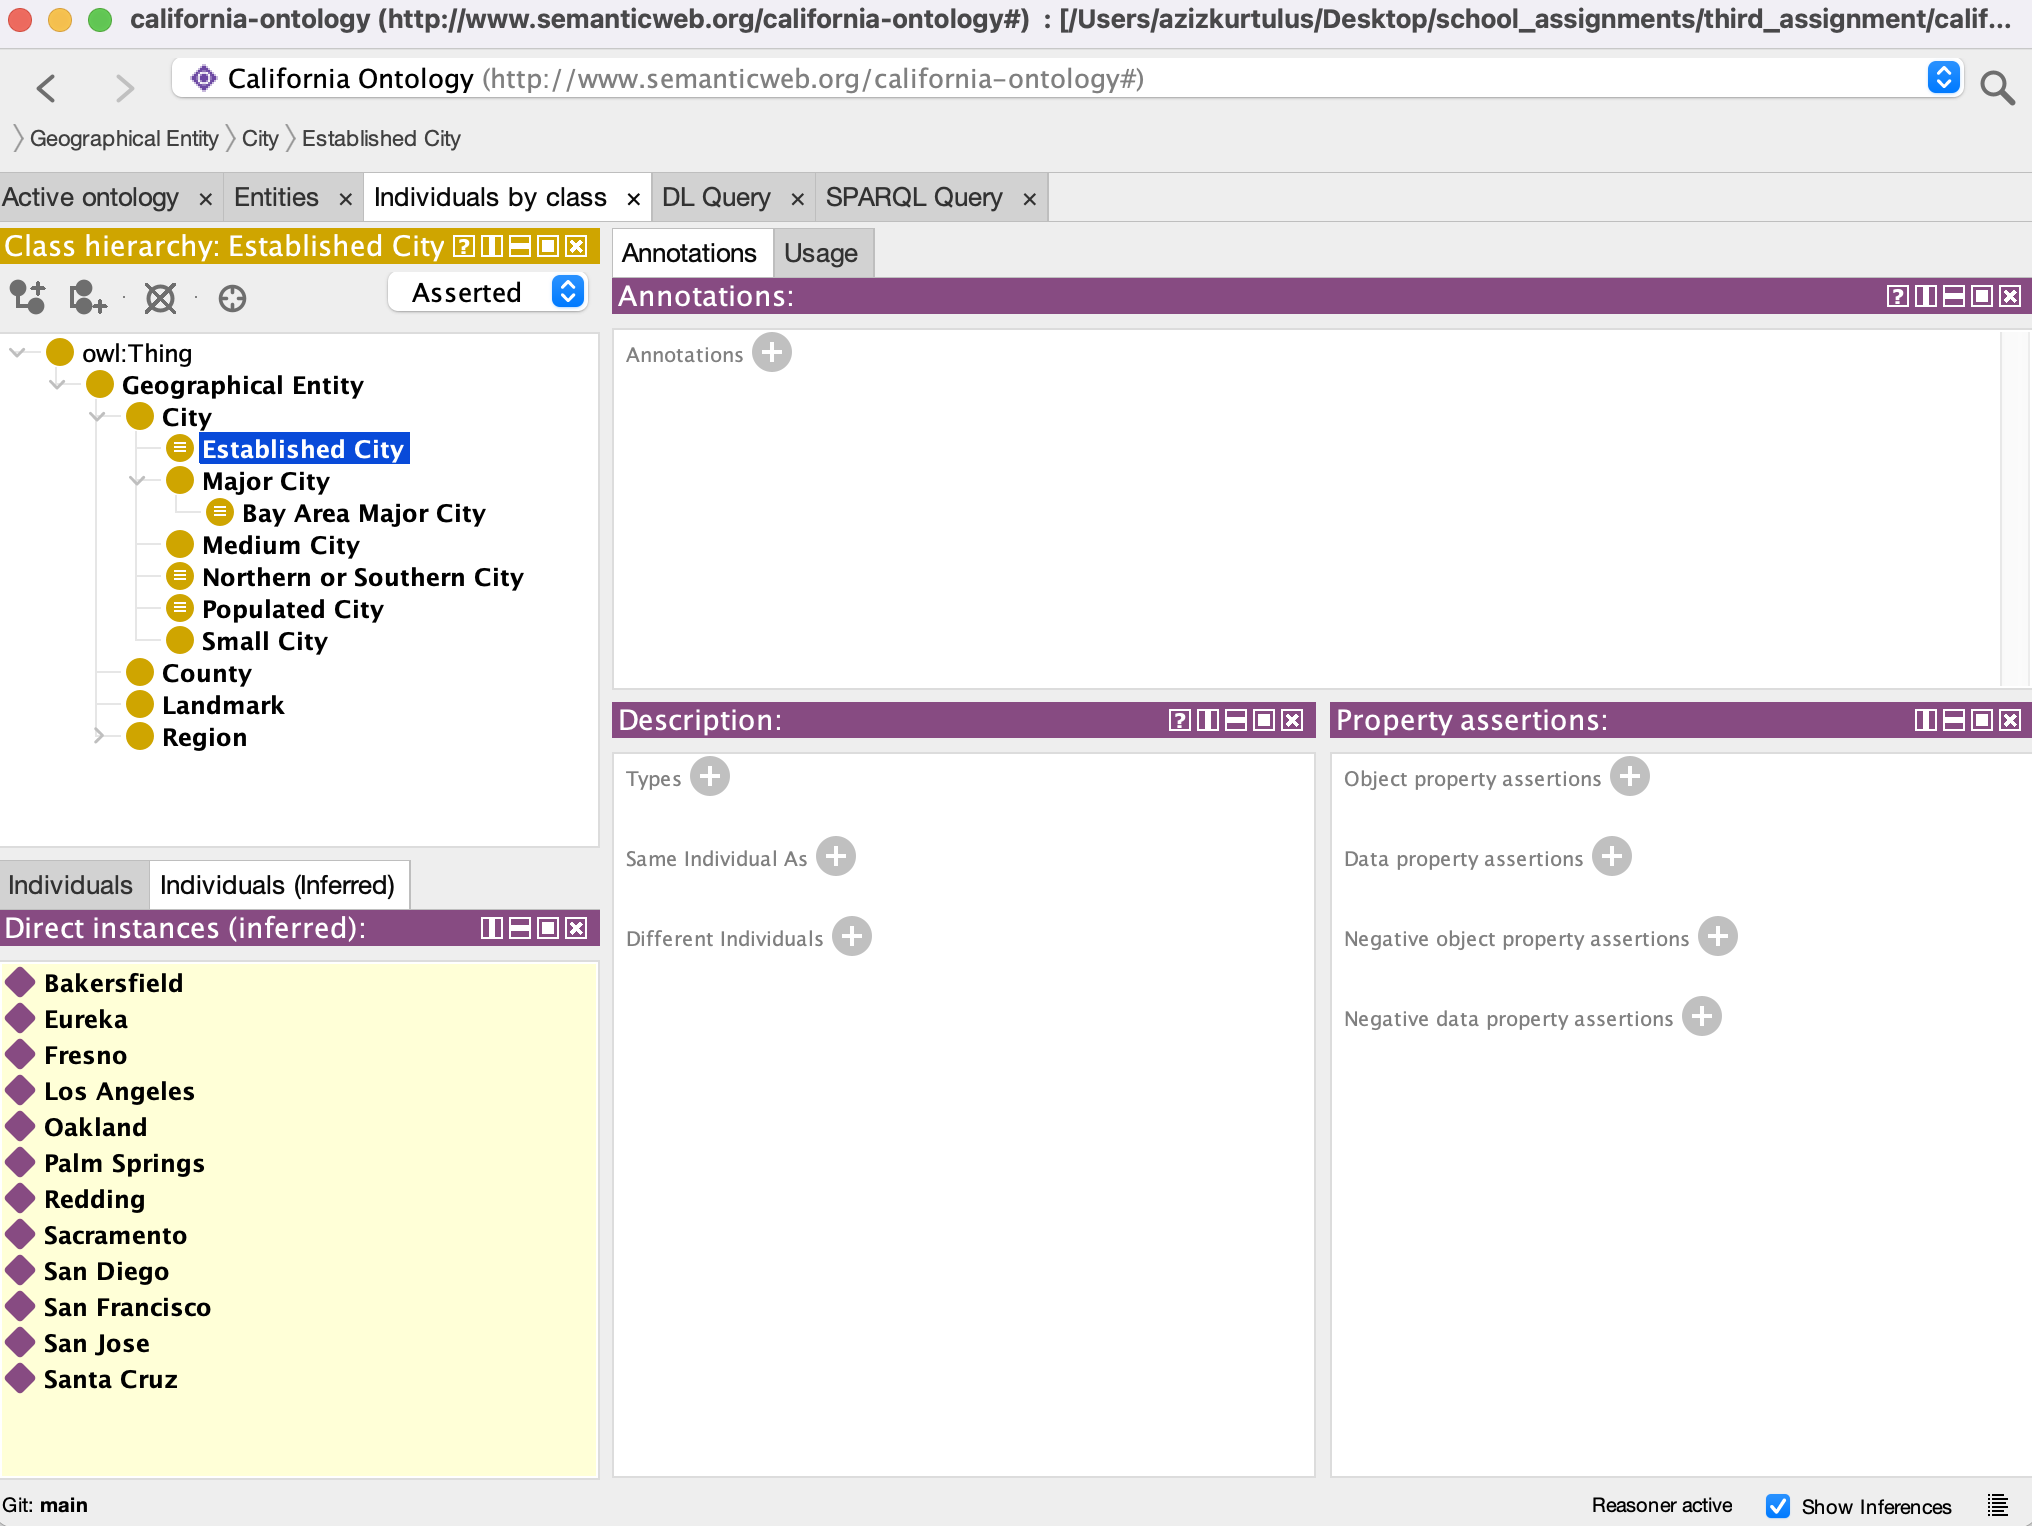 california-ontology (http://www.semanticweb.org/california-ontology#) : [/Users/azizkurtulus/Desktop/school_assignments/third_assignment/calif...
California Ontology (http://www.semanticweb.org/california-ontology#)
Geographical Entity City Established City
Active ontology × Entities × Individuals by class × DL Query × SPARQL Query ×
Class hierarchy: Established City
Asserted
owl:Thing
Geographical Entity
City
Established City
Major City
Bay Area Major City
Medium City
Northern or Southern City
Populated City
Small City
County
Landmark
Region
Individuals Individuals (Inferred)
Direct instances (inferred):
Bakersfield
Eureka
Fresno
Los Angeles
Oakland
Palm Springs
Redding
Sacramento
San Diego
San Francisco
San Jose
Santa Cruz
Annotations Usage
Annotations:
Annotations
Description:
Types
Same Individual As
Different Individuals
Property assertions:
Object property assertions
Data property assertions
Negative object property assertions
Negative data property assertions
Git: main
Reasoner active Show Inferences